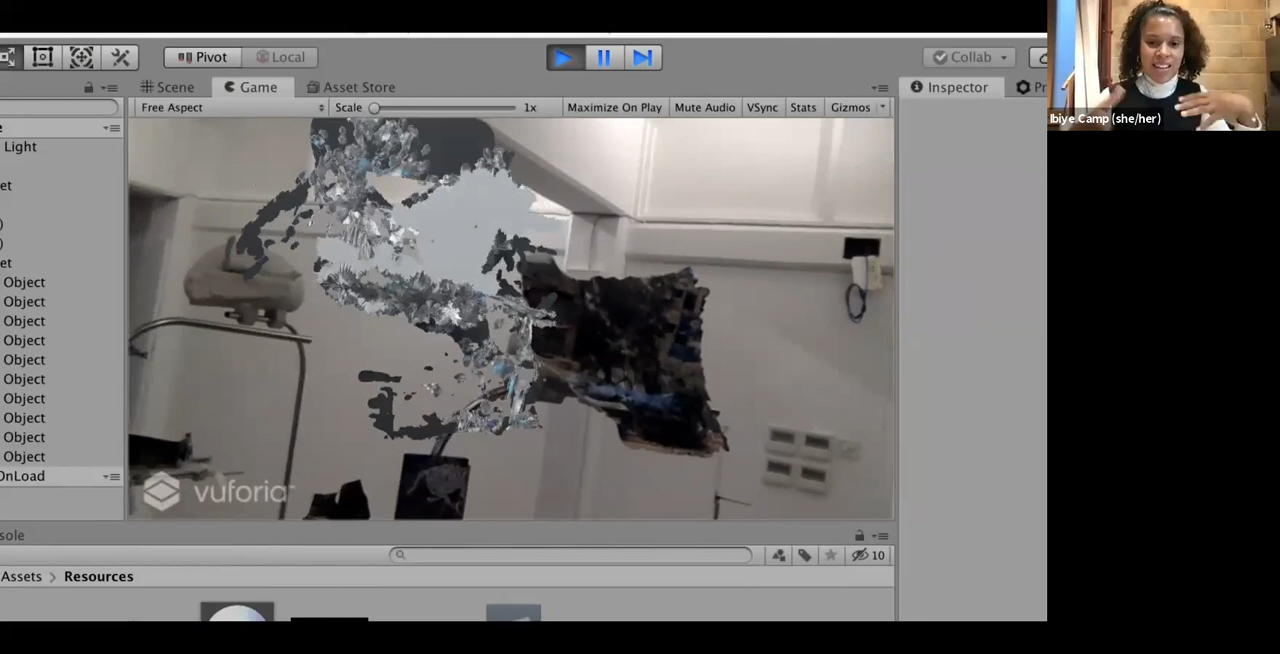 Pivot Local Collab
Scene Game Asset Store Inspector Pr
Free Aspect Scale 1x Maximize On Play Mute Audio VSync Stats Gizmos
Ibiye Camp (she/her)
e
Light
et
)
)
et
Object
Object
Object
Object
Object
Object
Object
Object
Object
Object
OnLoad
vuforia™
sole
10
Assets > Resources